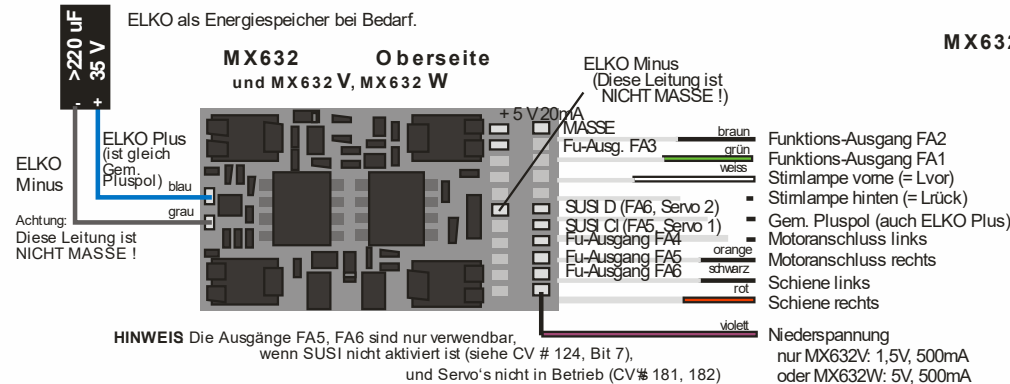 ELKO als Energiespeicher bei Bedarf.
>220 uF
35 V
- +
MX632 Oberseite
und MX632V, MX632 W
MX632
ELKO Minus
(Diese Leitung ist
NICHT MASSE !)
ELKO Plus
(ist gleich
Gem.
Pluspol)
blau
grau
ELKO
Minus
Achtung:
Diese Leitung ist
NICHT MASSE !
+ 5 V 20mA
MASSE
Fu-Ausg. FA3
SUSI D (FA6, Servo 2)
SUSI Cl (FA5, Servo 1)
Fu-Ausgang FA4
Fu-Ausgang FA5
Fu-Ausgang FA6
braun Funktions-Ausgang FA2
grün Funktions-Ausgang FA1
weiss Stirnlampe vorne (= Lvor)
Stirnlampe hinten (= Lrück)
Gem. Pluspol (auch ELKO Plus)
Motoranschluss links
orange Motoranschluss rechts
schwarz Schiene links
rot Schiene rechts
violett Niederspannung
nur MX632V: 1,5V, 500mA
oder MX632W: 5V, 500mA
HINWEIS Die Ausgänge FA5, FA6 sind nur verwendbar,
wenn SUSI nicht aktiviert ist (siehe CV # 124, Bit 7),
und Servo's nicht in Betrieb (CV's # 181, 182)